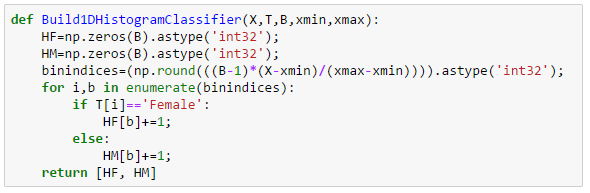 def Build1DHistogramClassifier(X,T,B,xmin,xmax):
    HF=np.zeros(B).astype('int32');
    HM=np.zeros(B).astype('int32');
    binindices=(np.round(((B-1)*(X-xmin)/(xmax-xmin)))).astype('int32');
    for i,b in enumerate(binindices):
        if T[i]=='Female':
            HF[b]+=1;
        else:
            HM[b]+=1;
    return [HF, HM]